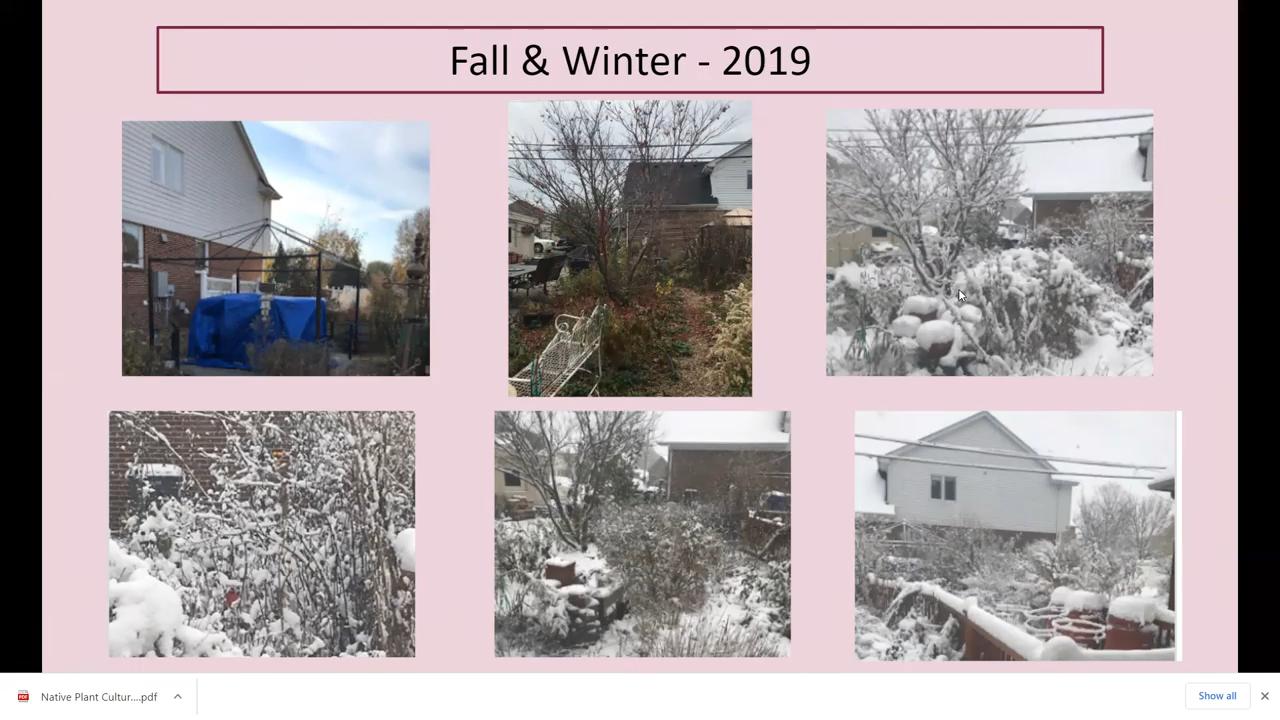 Fall & Winter - 2019
Native Plant Cultur....pdf
Show all